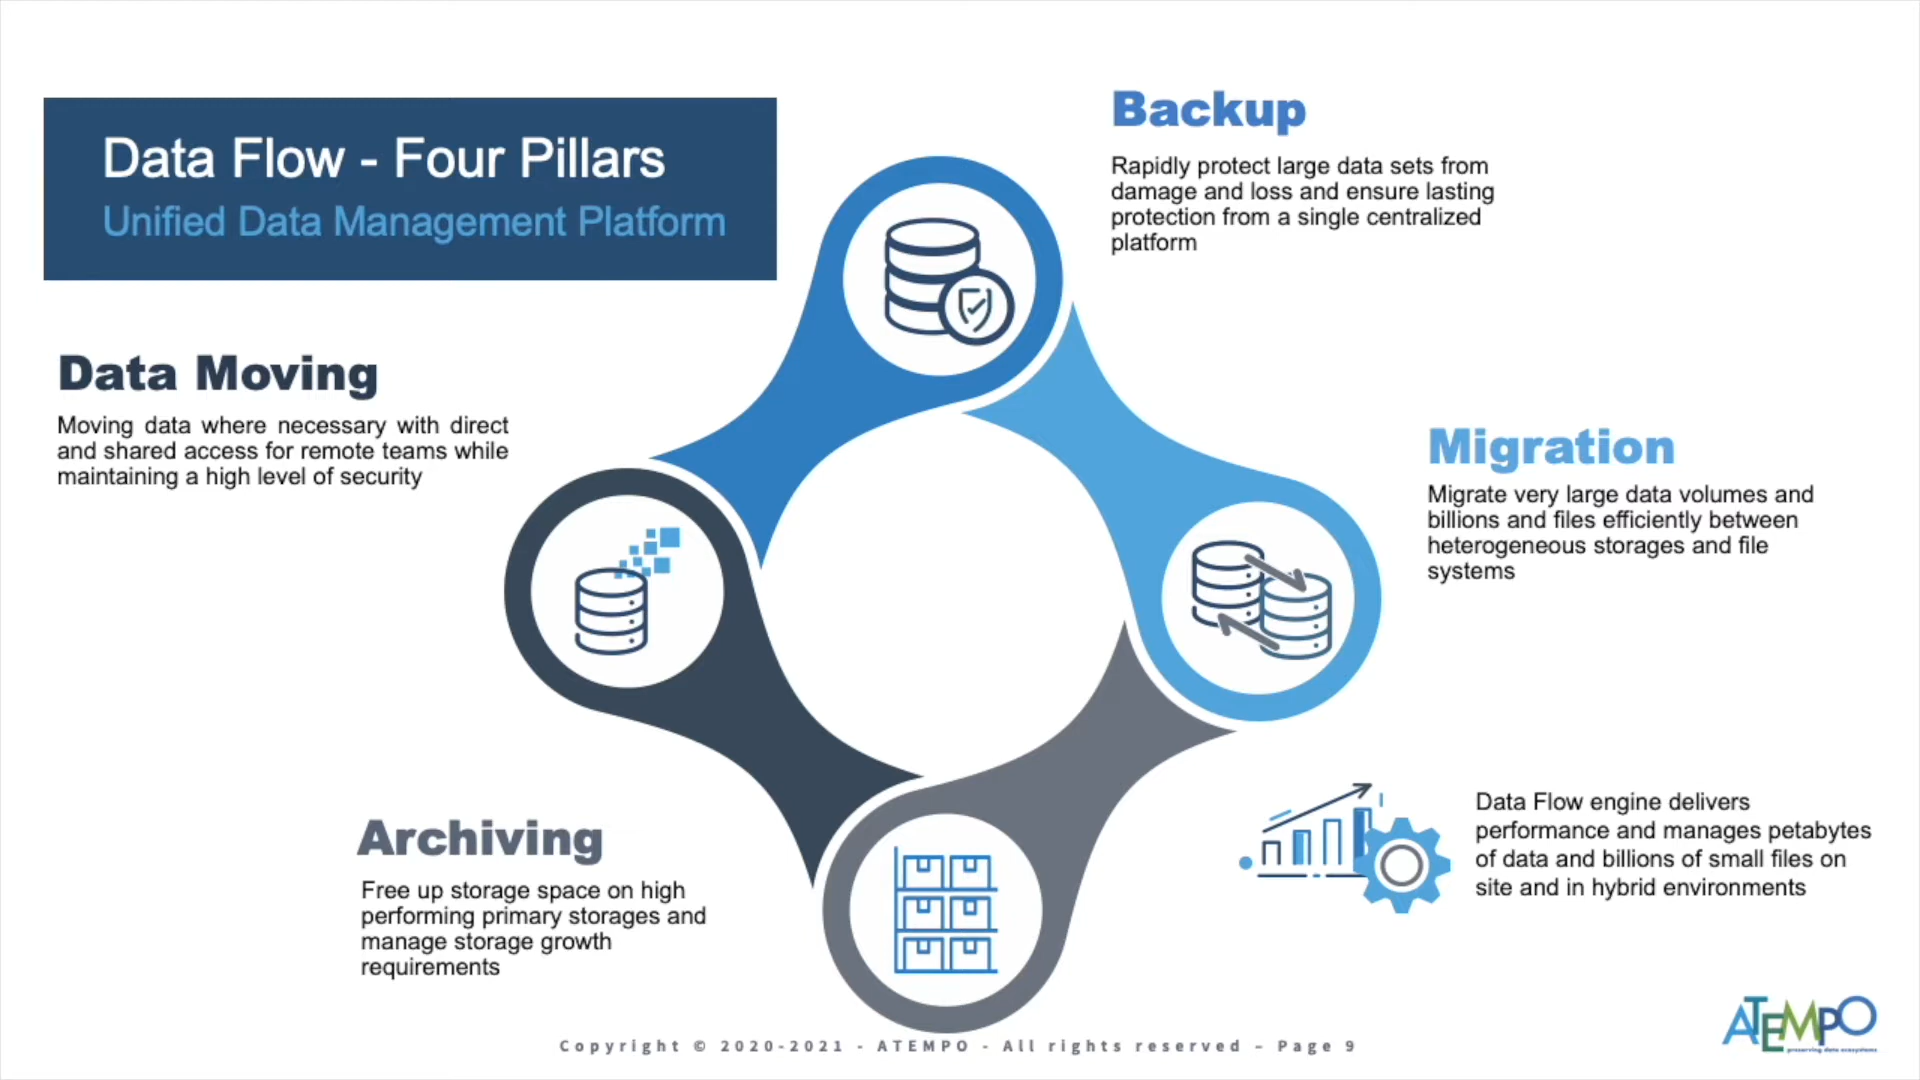 Data Flow - Four Pillars
Unified Data Management Platform
Backup
Rapidly protect large data sets from
damage and loss and ensure lasting
protection from a single centralized
platform
Data Moving
Moving data where necessary with direct
and shared access for remote teams while
maintaining a high level of security
Migration
Migrate very large data volumes and
billions and files efficiently between
heterogeneous storages and file
systems
Archiving
Free up storage space on high
performing primary storages and
manage storage growth
requirements
Data Flow engine delivers
performance and manages petabytes
of data and billions of small files on
site and in hybrid environments
Copyright © 2020-2021 - ATEMPO - All rights reserved – Page 9
ATEMPO
preserving data ecosystems